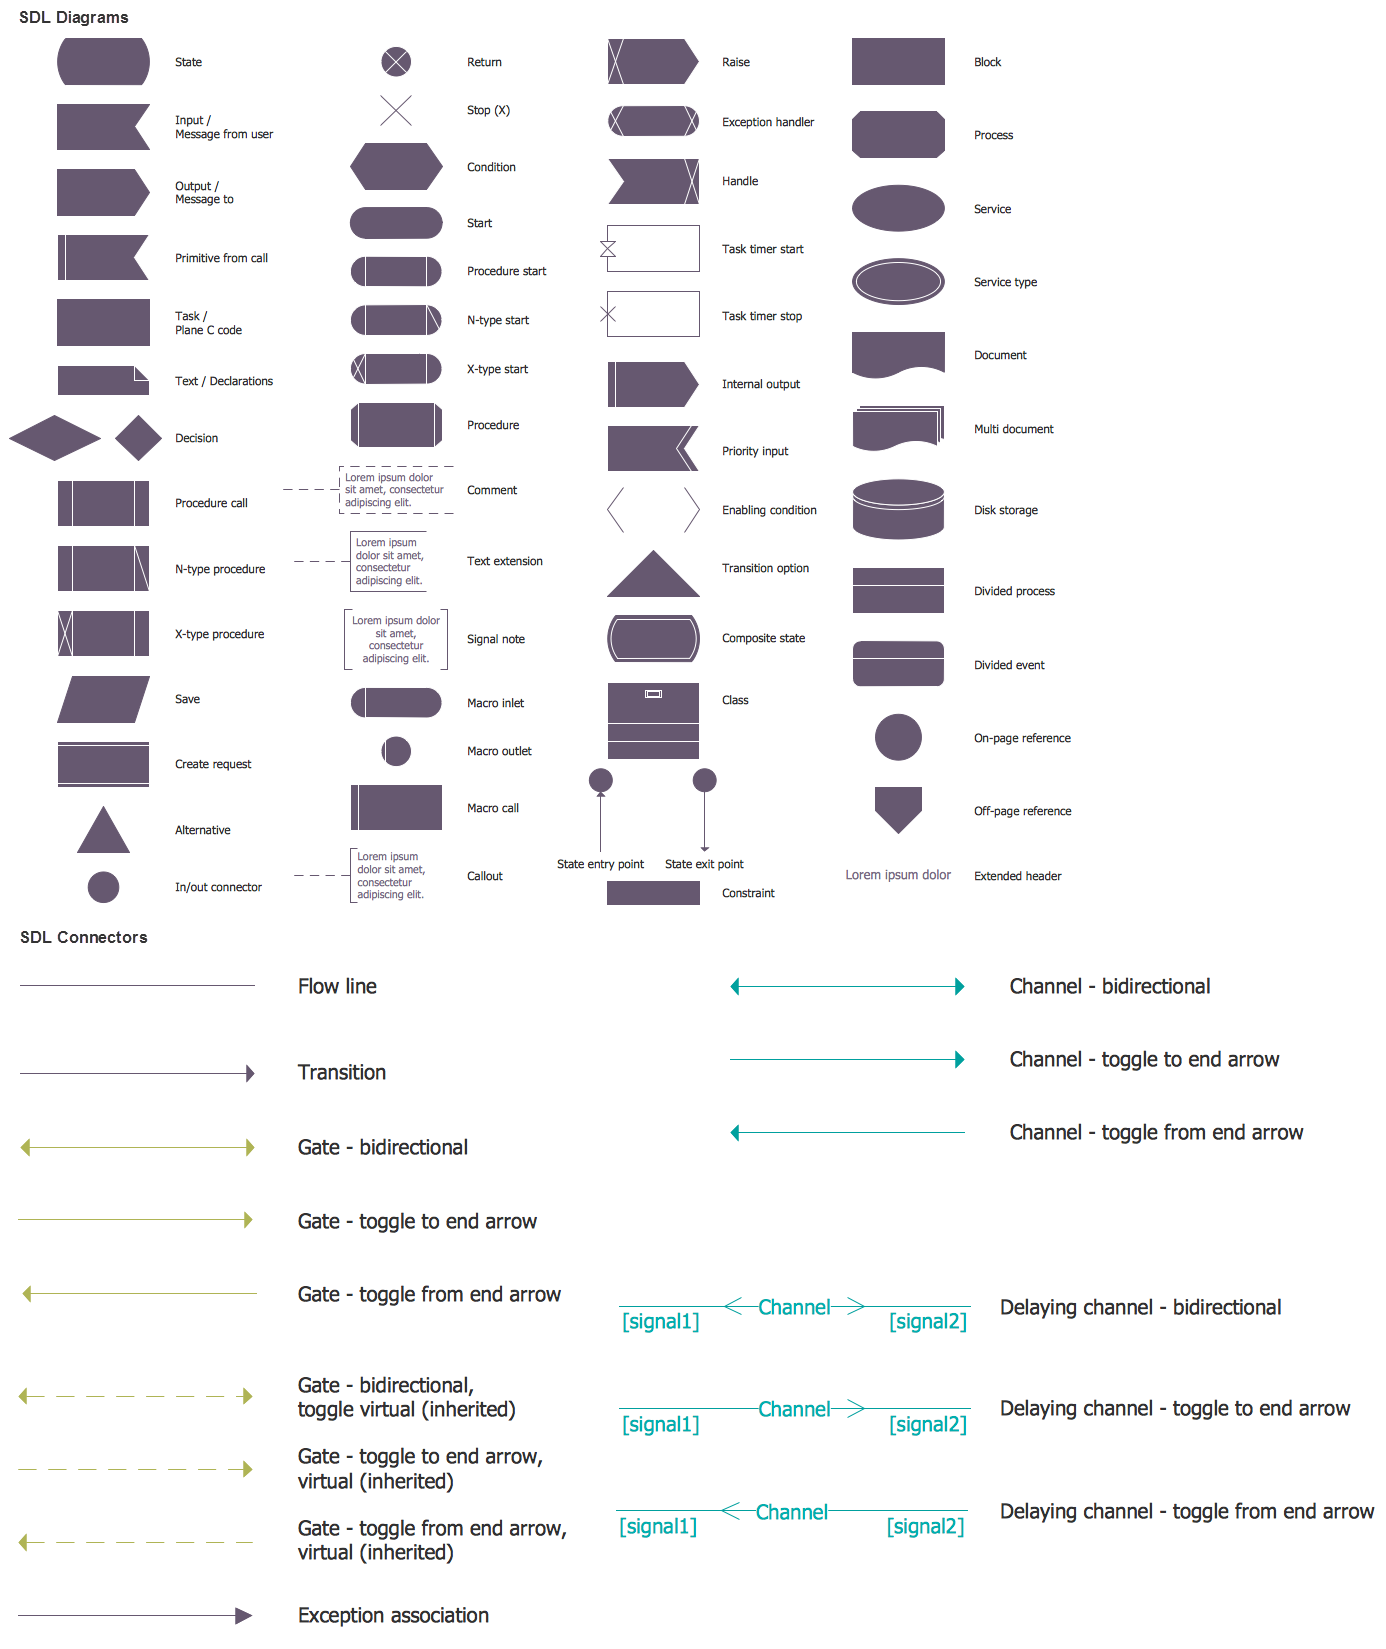 SDL Diagrams
State
Input /
Message from user
Output /
Message to
Primitive from call
Task /
Plane C code
Text / Declarations
Decision
Procedure call
N-type procedure
X-type procedure
Save
Create request
Alternative
In/out connector
Return
Stop (X)
Condition
Start
Procedure start
N-type start
X-type start
Procedure
Lorem ipsum dolor
sit amet, consectetur
adipiscing elit.
Comment
Lorem ipsum
dolor sit amet,
consectetur
adipiscing elit.
Text extension
Lorem ipsum dolor
sit amet,
consectetur
adipiscing elit.
Signal note
Macro inlet
Macro outlet
Macro call
Lorem ipsum
dolor sit amet,
consectetur
adipiscing elit.
Callout
Raise
Exception handler
Handle
Task timer start
Task timer stop
Internal output
Priority input
Enabling condition
Transition option
Composite state
Class
State entry point
State exit point
Constraint
Block
Process
Service
Service type
Document
Multi document
Disk storage
Divided process
Divided event
On-page reference
Off-page reference
Lorem ipsum dolor
Extended header
SDL Connectors
Flow line
Transition
Gate - bidirectional
Gate - toggle to end arrow
Gate - toggle from end arrow
Gate - bidirectional,
toggle virtual (inherited)
Gate - toggle to end arrow,
virtual (inherited)
Gate - toggle from end arrow,
virtual (inherited)
Exception association
Channel - bidirectional
Channel - toggle to end arrow
Channel - toggle from end arrow
Channel
[signal1] [signal2]
Delaying channel - bidirectional
Channel
[signal1] [signal2]
Delaying channel - toggle to end arrow
Channel
[signal1] [signal2]
Delaying channel - toggle from end arrow